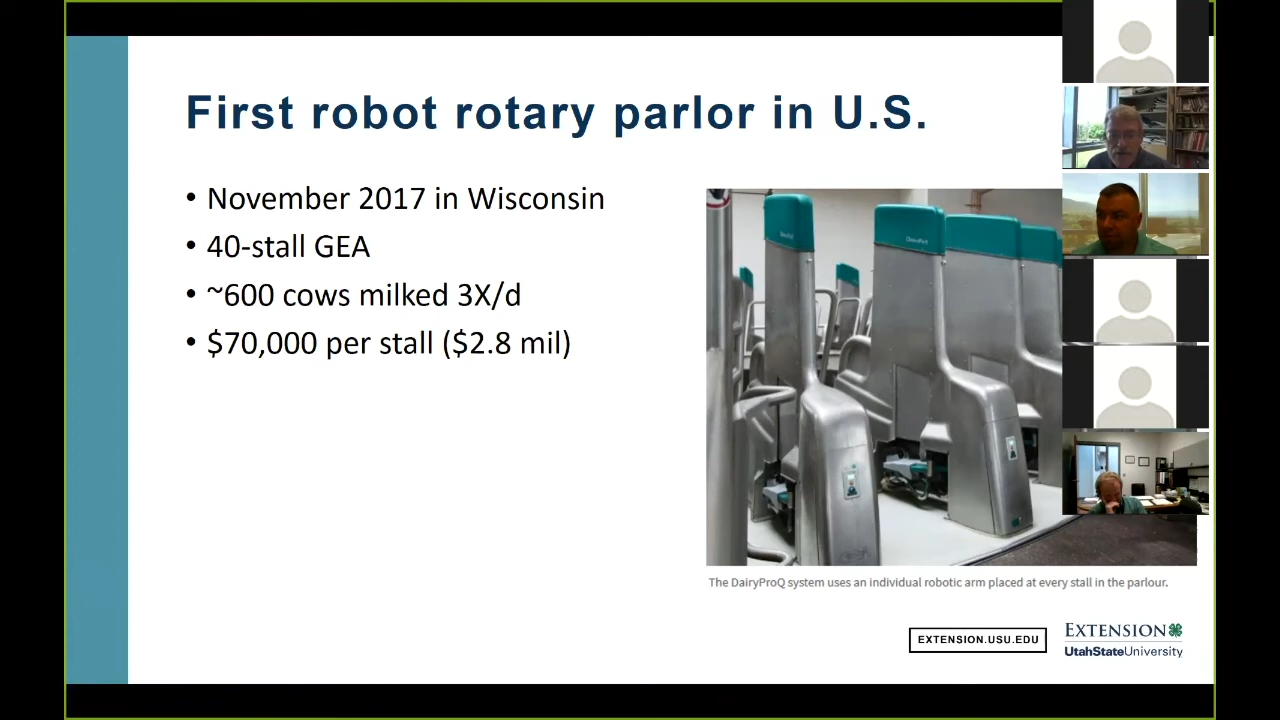 First robot rotary parlor in U.S.
• November 2017 in Wisconsin
• 40-stall GEA
• ~600 cows milked 3X/d
• $70,000 per stall ($2.8 mil)
The DairyProQ system uses an individual robotic arm placed at every stall in the parlour.
EXTENSION.USU.EDU
EXTENSION
UtahStateUniversity